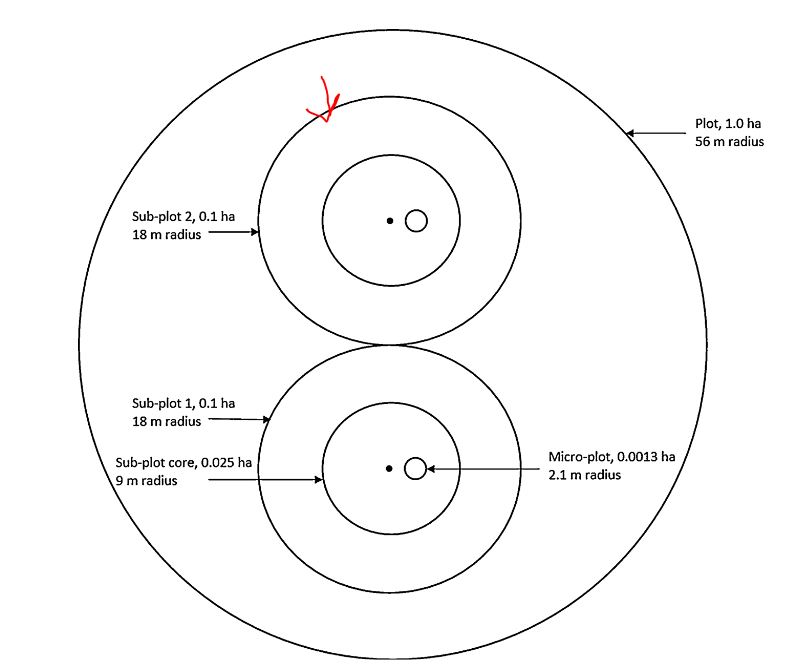 Plot, 1.0 ha
56 m radius
Sub-plot 2, 0.1 ha
18 m radius
Sub-plot 1, 0.1 ha
18 m radius
Sub-plot core, 0.025 ha
9 m radius
Micro-plot, 0.0013 ha
2.1 m radius